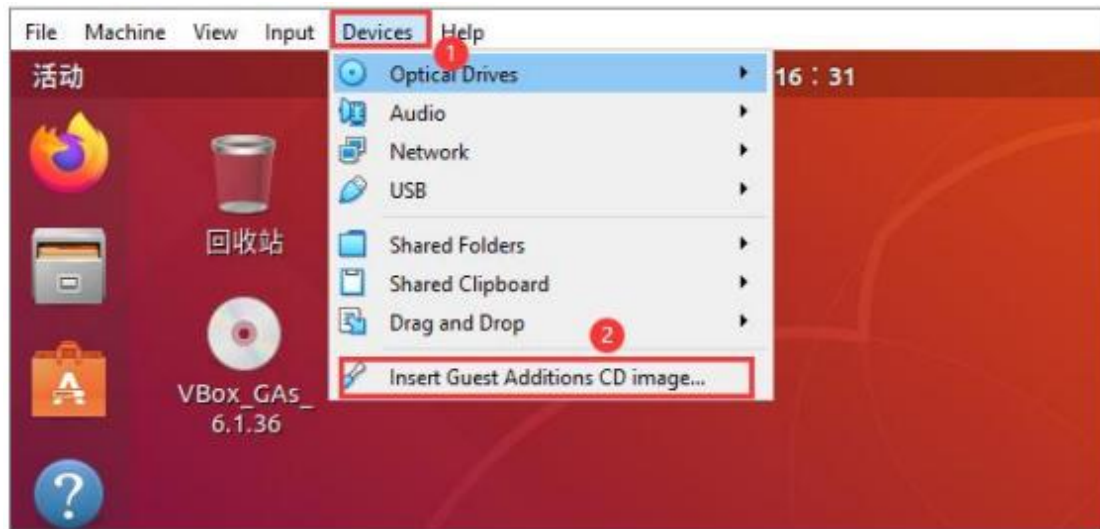 File Machine View Input Devices Help
1
活动
16：31
Optical Drives
Audio
Network
USB
Shared Folders
Shared Clipboard
Drag and Drop
2
Insert Guest Additions CD image...
回收站
VBox_GAs_
6.1.36